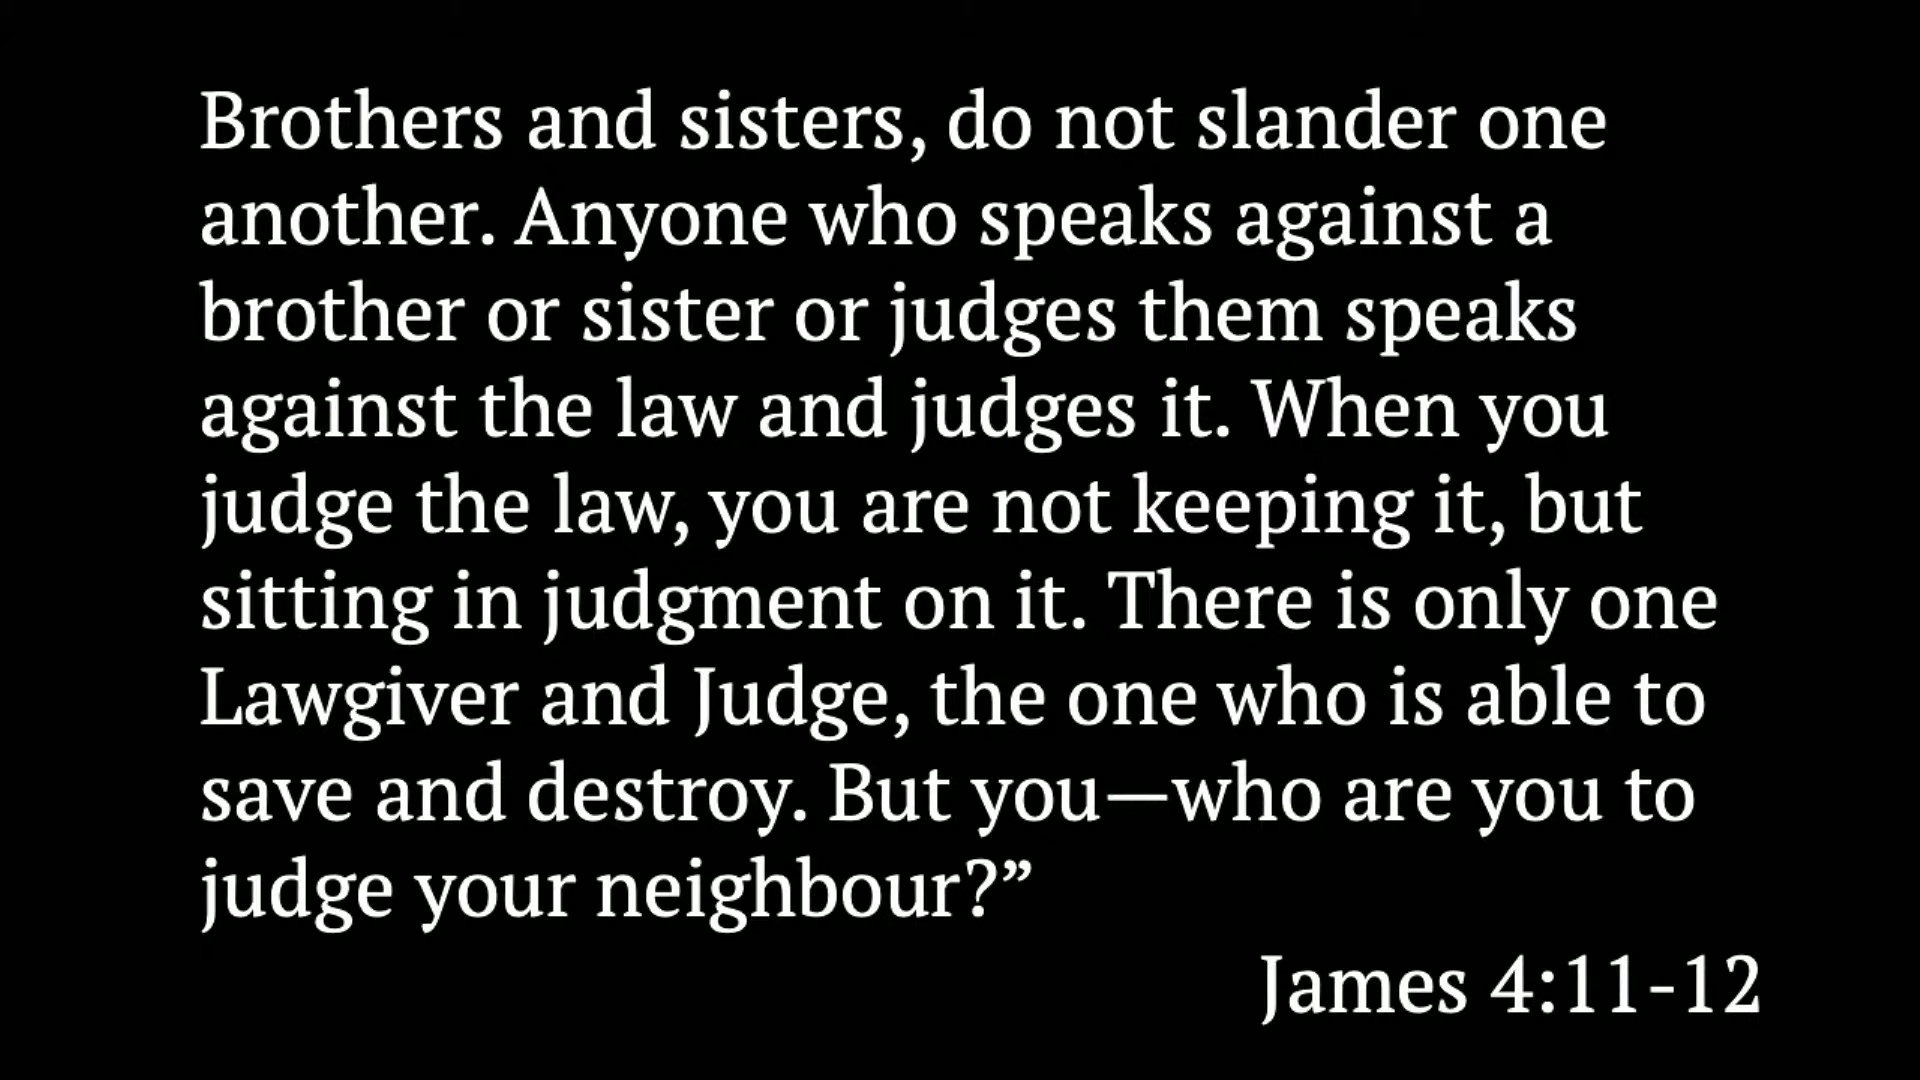 Brothers and sisters, do not slander one
another. Anyone who speaks against a
brother or sister or judges them speaks
against the law and judges it. When you
judge the law, you are not keeping it, but
sitting in judgment on it. There is only one
Lawgiver and Judge, the one who is able to
save and destroy. But you—who are you to
judge your neighbour?”
James 4:11-12